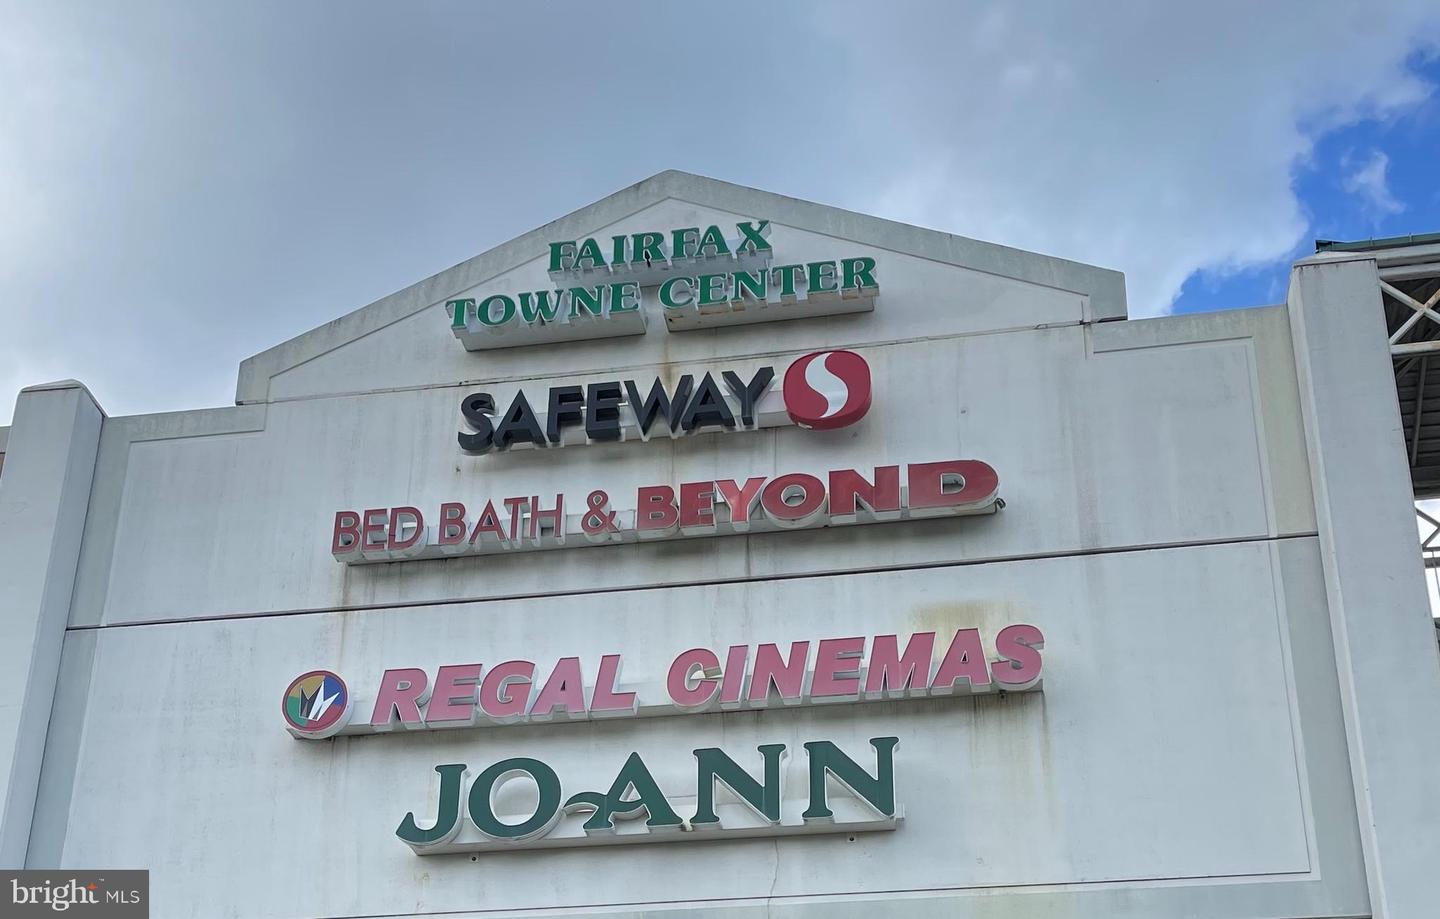 FAIRFAX
TOWNE CENTER
SAFEWAY
BED BATH & BEYOND
REGAL CINEMAS
JO-ANN
bright MLS